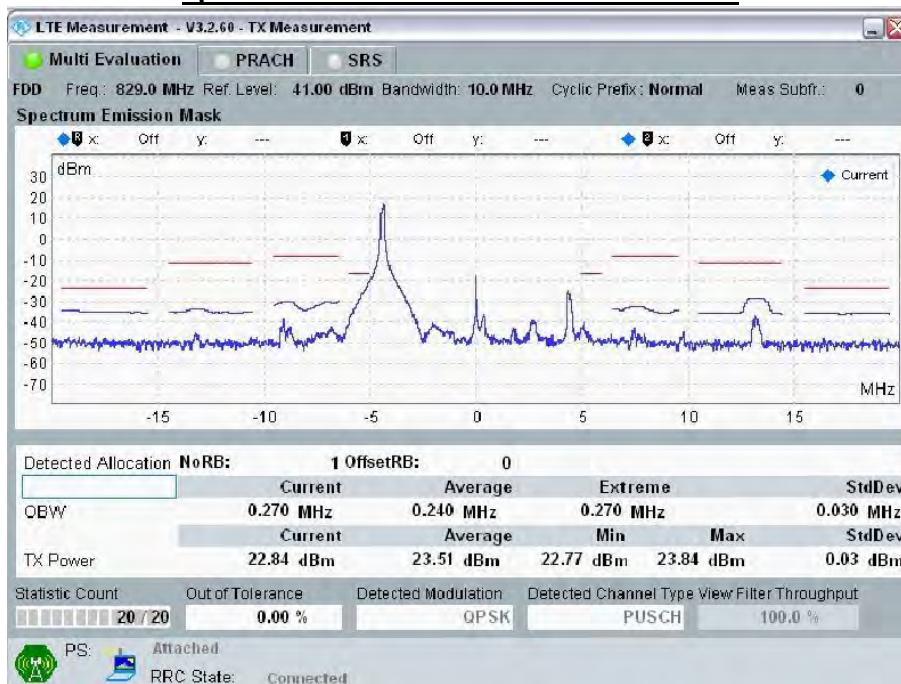 LTE Measurement - V3.2.60 - TX Measurement
Multi Evaluation PRACH SRS
FDD Freq.: 829.0 MHz Ref. Level: 41.00 dBm Bandwidth: 10.0 MHz Cyclic Prefix: Normal Meas Subfr.: 0
Spectrum Emission Mask
R x: Off y: --- 1 x: Off y: --- 2 x: Off y: ---
dBm
Current
30
20
10
0
-10
-20
-30
-40
-50
-60
-70
MHz
-15 -10 -5 0 5 10 15
Detected Allocation NoRB: 1 OffsetRB: 0
Current Average Extreme StdDev
OBW 0.270 MHz 0.240 MHz 0.270 MHz 0.030 MHz
Current Average Min Max StdDev
TX Power 22.84 dBm 23.51 dBm 22.77 dBm 23.84 dBm 0.03 dBm
Statistic Count Out of Tolerance Detected Modulation Detected Channel Type View Filter Throughput
20 / 20 0.00 % QPSK PUSCH 100.0 %
PS: Attached
RRC State: Connected